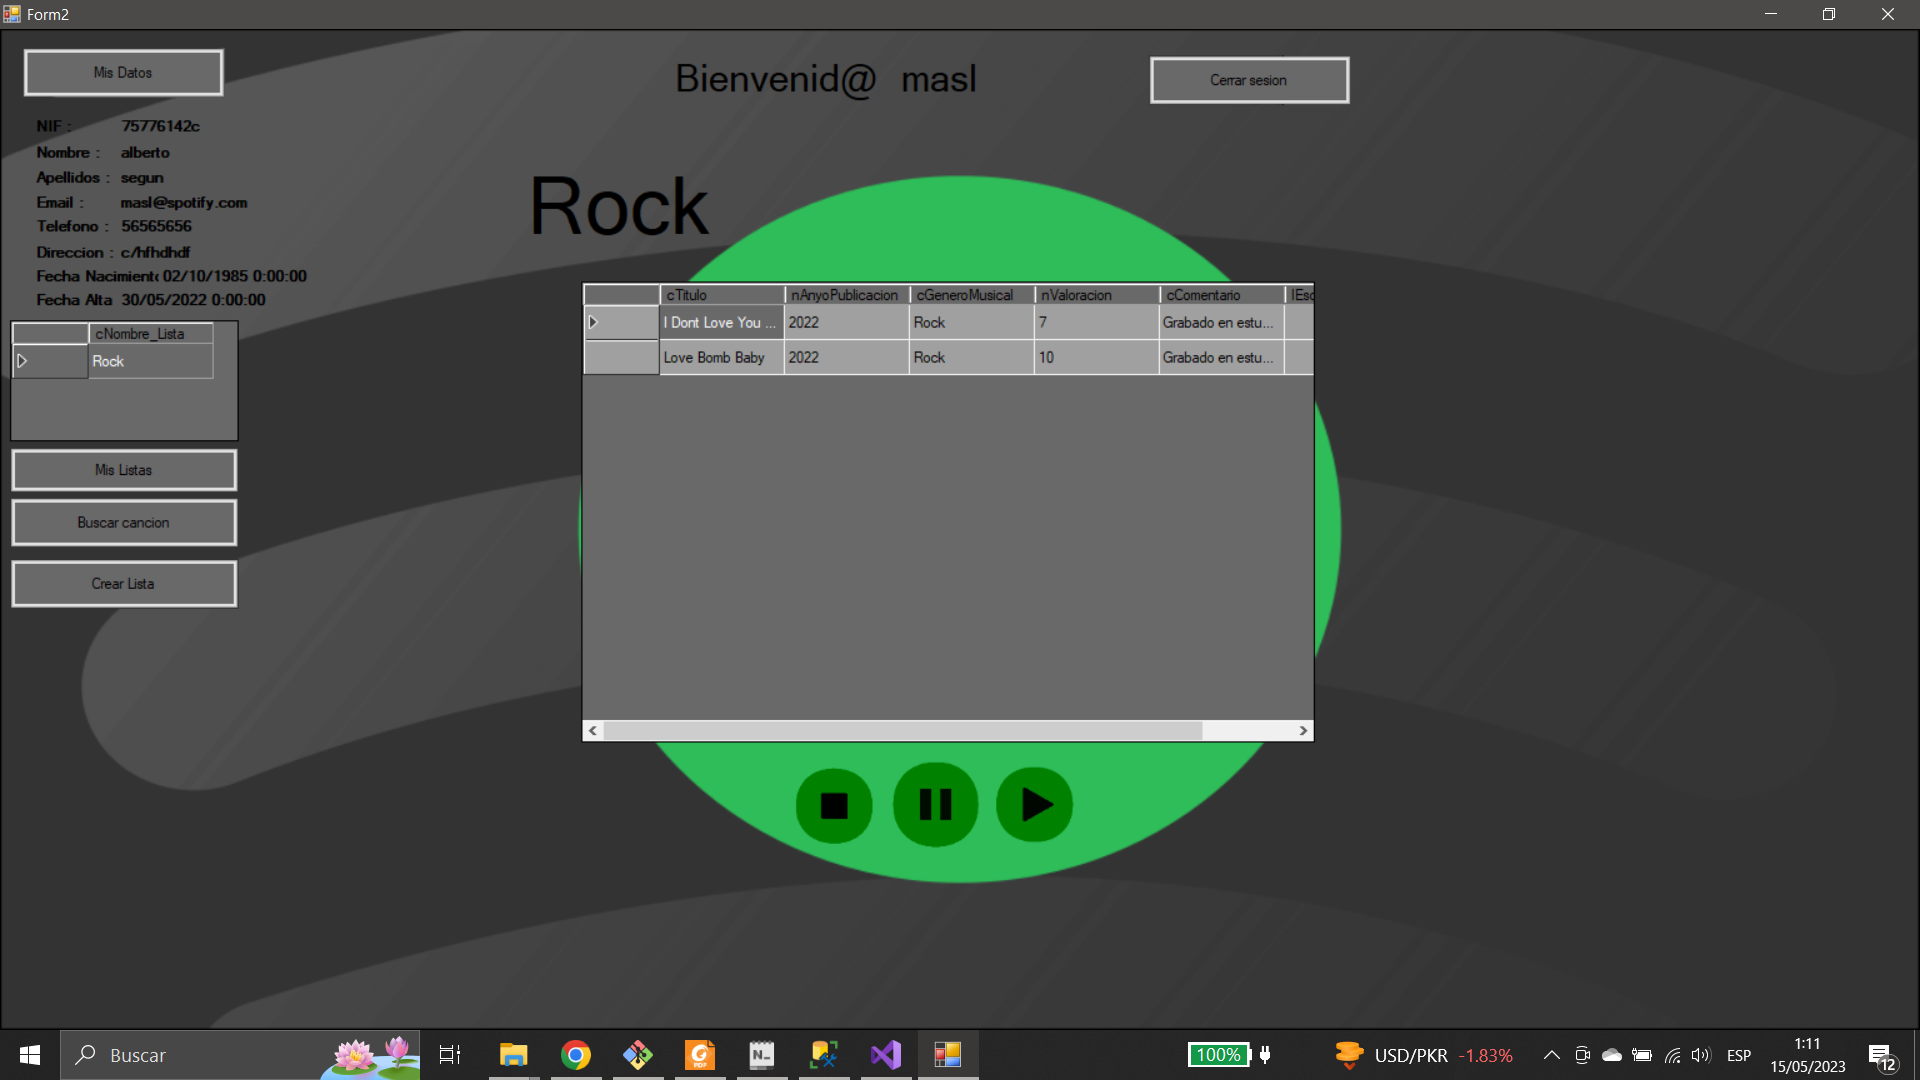 Form2
Mis Datos
Bienvenid@ masl
Cerrar sesion
NIF : 75776142c
Nombre : alberto
Apellidos : segun
Email : masl@spotify.com
Telefono : 56565656
Direccion : c/hfhdhdf
Fecha Nacimiento 02/10/1985 0:00:00
Fecha Alta 30/05/2022 0:00:00
Rock
cNombre_Lista
Rock
Mis Listas
Buscar cancion
Crear Lista
cTitulo nAnyoPublicacion cGeneroMusical nValoracion cComentario lEsc
I Dont Love You ... 2022 Rock 7 Grabado en estu...
Love Bomb Baby 2022 Rock 10 Grabado en estu...
Buscar
PDF
N
100%
USD/PKR -1.83%
ESP
1:11
15/05/2023
12